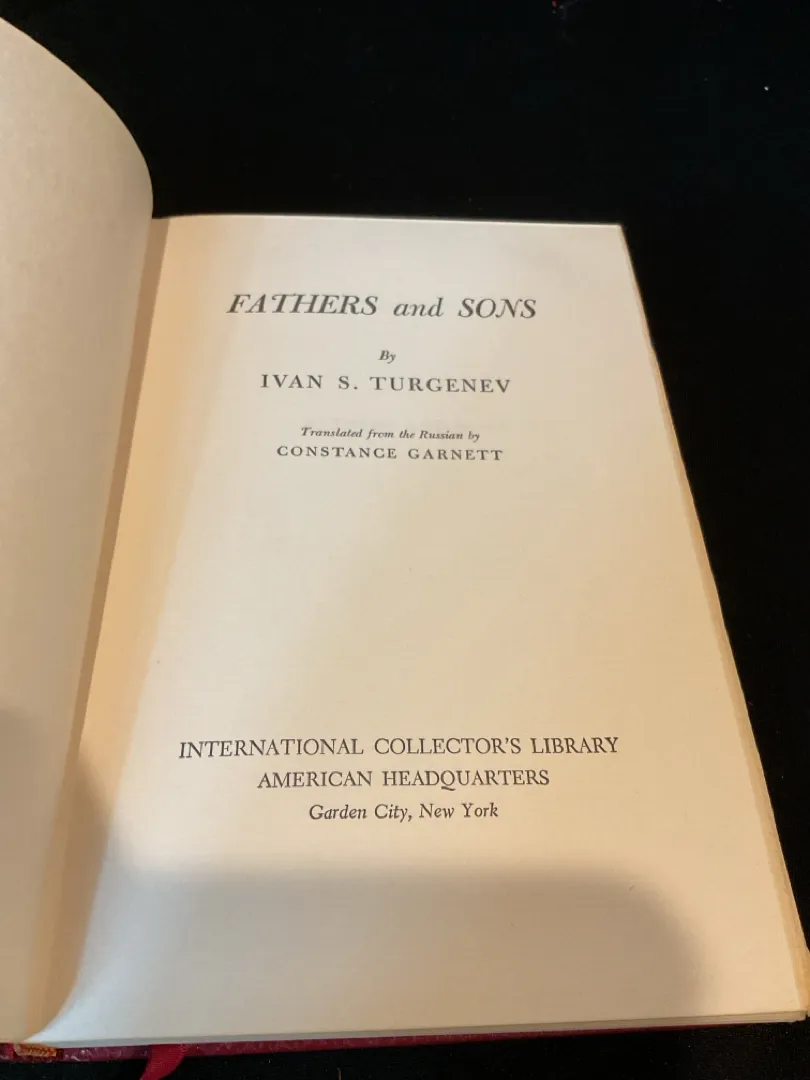 FATHERS and SONS
By
IVAN S. TURGENEV
Translated from the Russian by
CONSTANCE GARNETT
INTERNATIONAL COLLECTOR'S LIBRARY
AMERICAN HEADQUARTERS
Garden City, New York